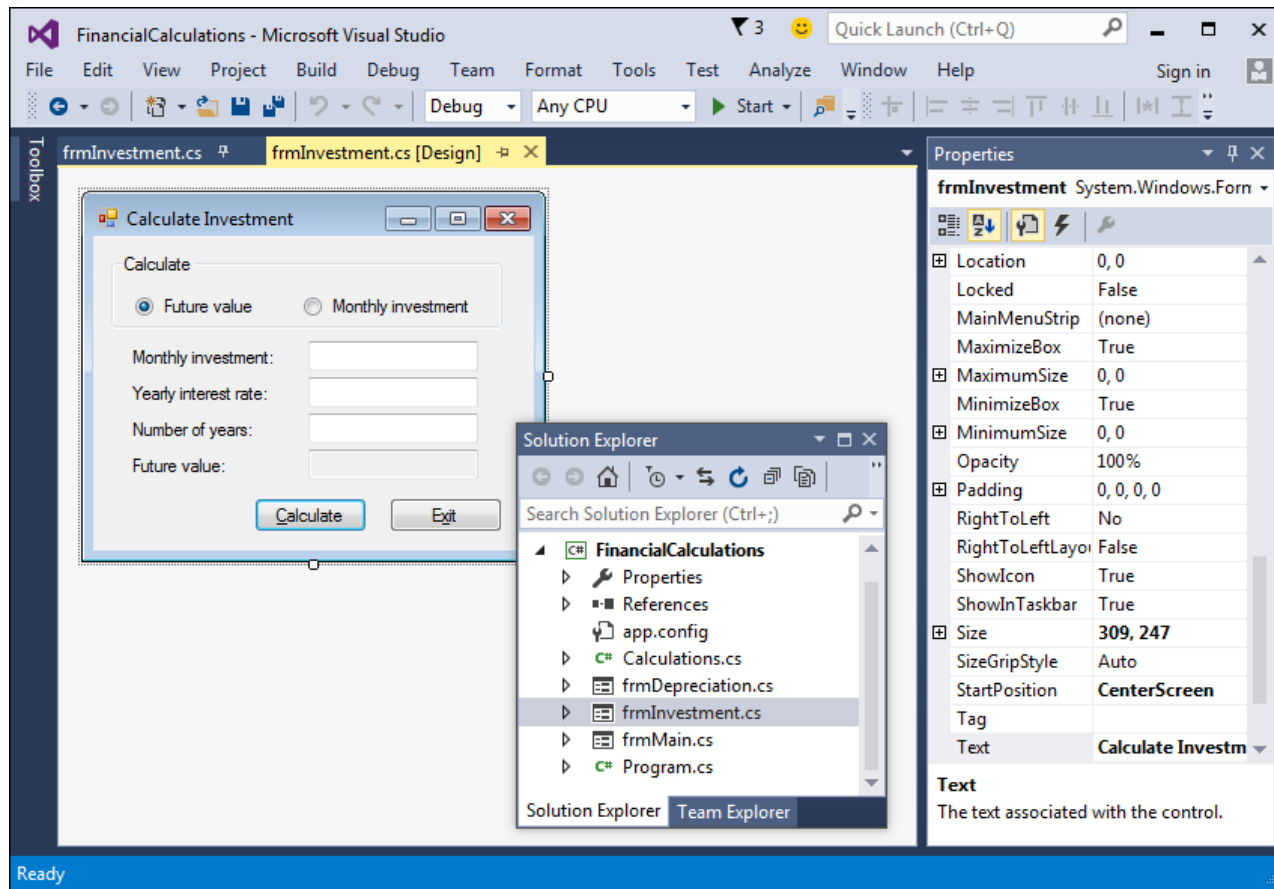 FinancialCalculations - Microsoft Visual Studio
3
Quick Launch (Ctrl+Q)
File Edit View Project Build Debug Team Format Tools Test Analyze Window Help Sign in
Debug Any CPU Start
Toolbox
frmInvestment.cs frmInvestment.cs [Design]
Calculate Investment
Calculate
Future value Monthly investment
Monthly investment:
Yearly interest rate:
Number of years:
Future value:
Calculate Exit
Solution Explorer
Search Solution Explorer (Ctrl+;)
C# FinancialCalculations
Properties
References
app.config
C# Calculations.cs
frmDepreciation.cs
frmInvestment.cs
frmMain.cs
C# Program.cs
Solution Explorer Team Explorer
Properties
frmInvestment System.Windows.Forn
Location 0, 0
Locked False
MainMenuStrip (none)
MaximizeBox True
MaximumSize 0, 0
MinimizeBox True
MinimumSize 0, 0
Opacity 100%
Padding 0, 0, 0, 0
RightToLeft No
RightToLeftLayou False
ShowIcon True
ShowInTaskbar True
Size 309, 247
SizeGripStyle Auto
StartPosition CenterScreen
Tag
Text Calculate Investm
Text
The text associated with the control.
Ready